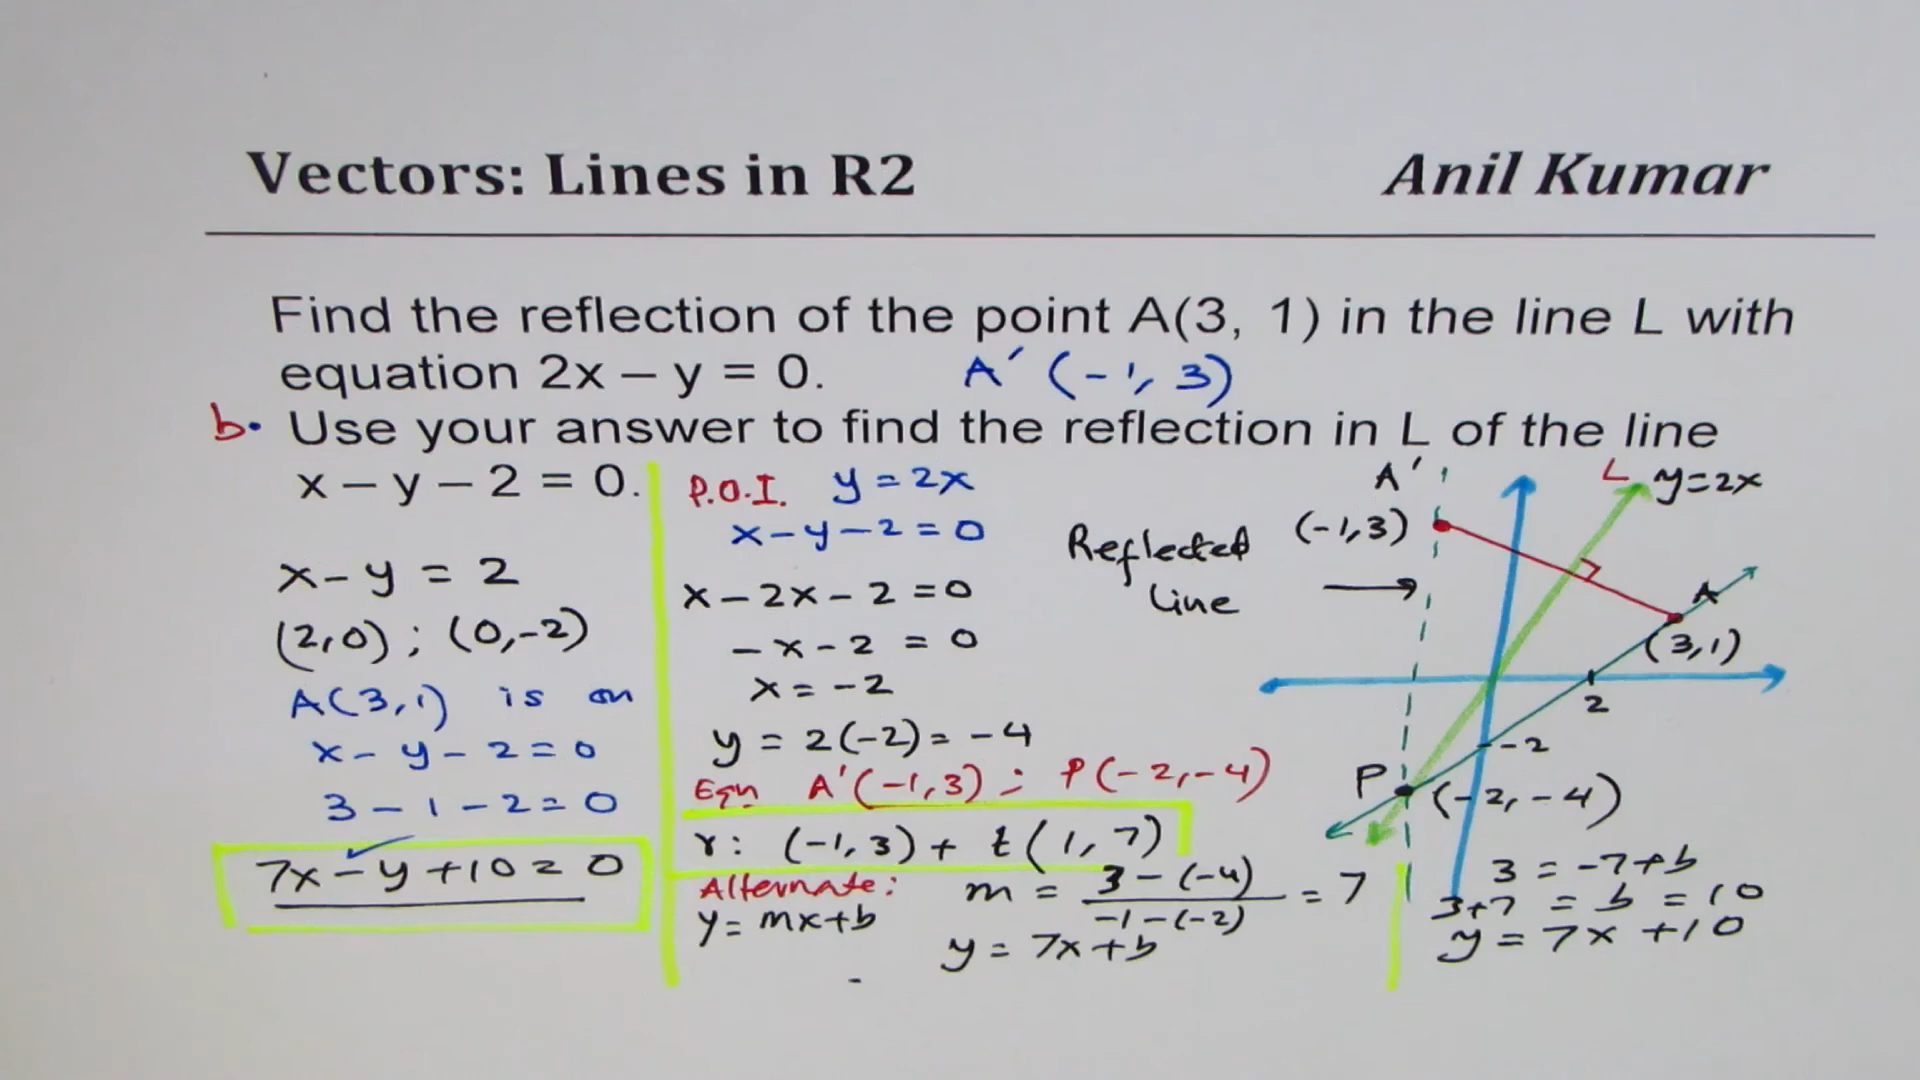 Vectors: Lines in R2
Anil Kumar
Find the reflection of the point A(3, 1) in the line L with
equation 2x – y = 0.
A′ (-1, 3)
b. Use your answer to find the reflection in L of the line
x – y – 2 = 0.
x - y = 2
(2,0) ; (0,-2)
A(3,1) is on
x - y - 2 = 0
3 - 1 - 2 = 0
7x - y + 10 = 0
P.O.I. y = 2x
x - y - 2 = 0
x - 2x - 2 = 0
- x - 2 = 0
x = -2
y = 2(-2) = -4
Eqn A'(-1,3) ; P(-2,-4)
r: (-1,3) + t(1,7)
Alternate:
y = mx+b
m = 3-(-4) / -1-(-2) = 7
y = 7x+b
Reflected
Line
A'
(-1,3)
L y=2x
A
(3,1)
2
-2
P
(-2,-4)
3 = -7+b
3+7 = b = 10
y = 7x +10